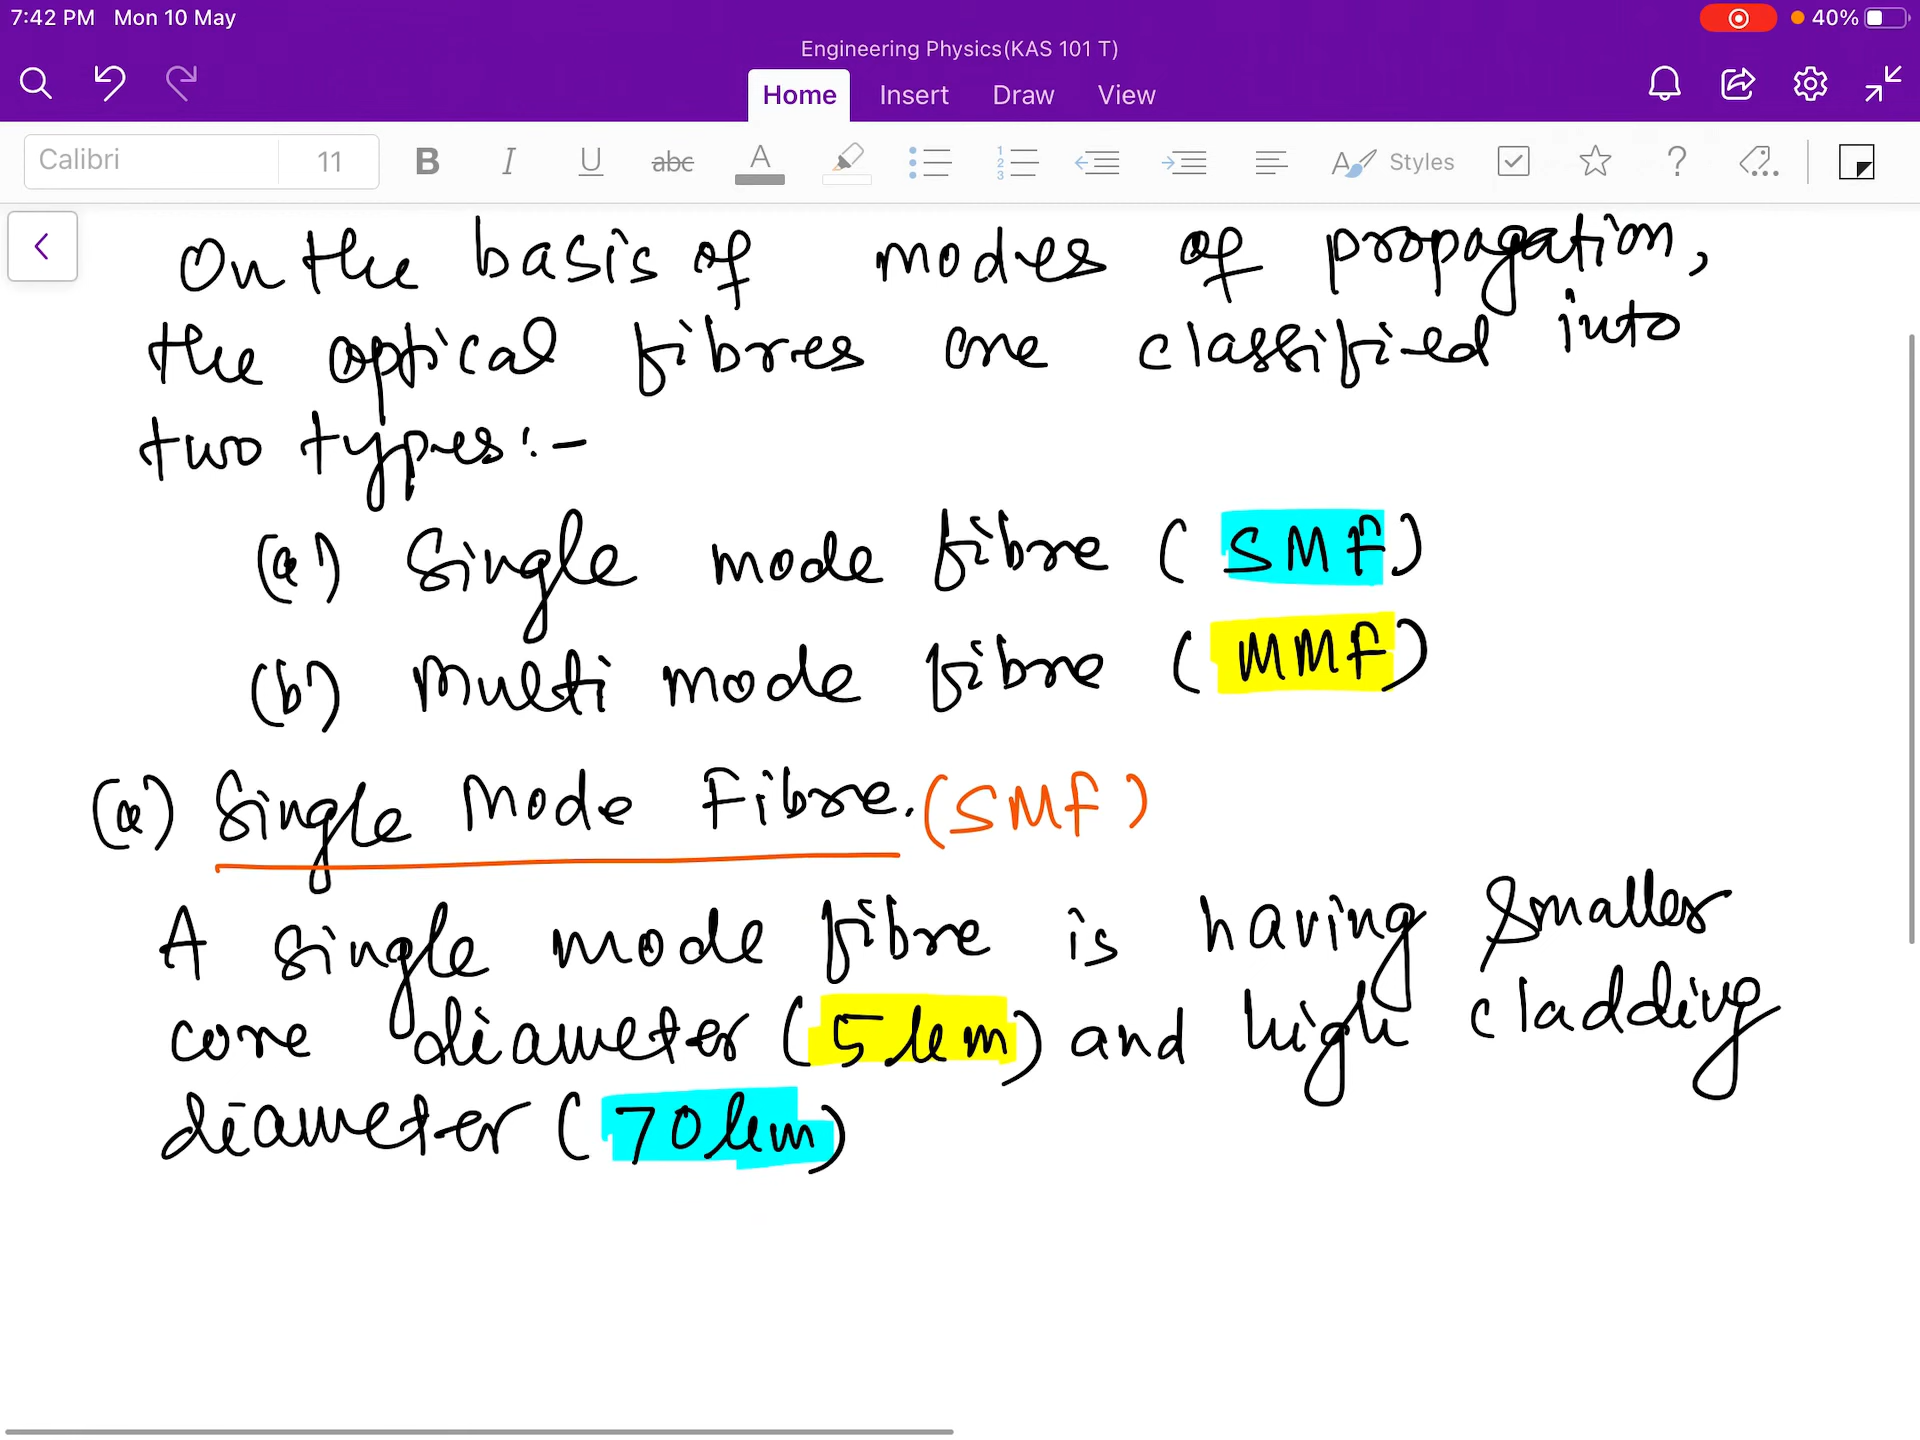 7:42 PM Mon 10 May
40%
Engineering Physics(KAS 101 T)
Home Insert Draw View
Calibri 11 B I U abc A Styles
On the basis of modes of propagation,
the optical fibres are classified into
two types:-
(a) Single mode fibre (SMF)
(b) Multi mode fibre (MMF)
(a) Single Mode Fibre. (SMF)
A single mode fibre is having smaller
core diameter (5 μm) and high cladding
diameter (70 μm)